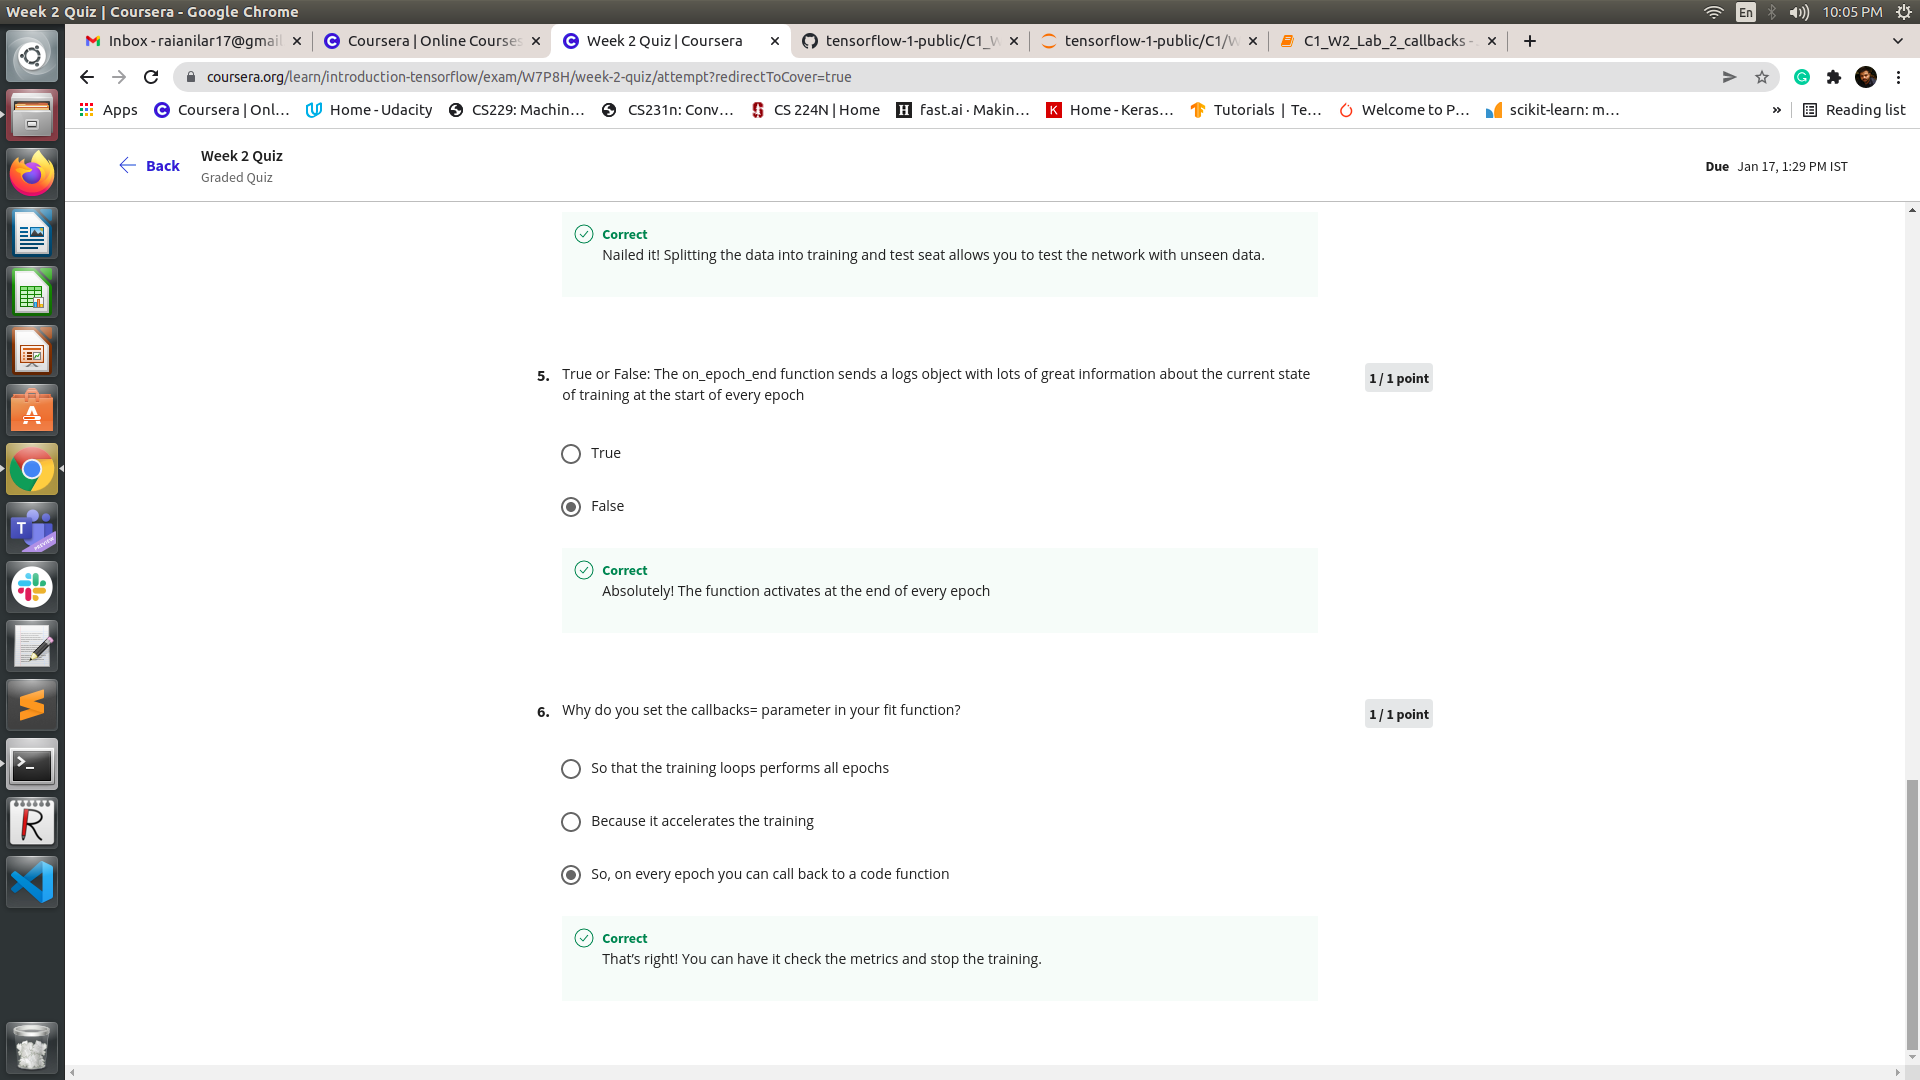 Week 2 Quiz | Coursera - Google Chrome
En
10:05 PM
Inbox - raianilar17@gmail
Coursera | Online Courses
Week 2 Quiz | Coursera
tensorflow-1-public/C1_W
tensorflow-1-public/C1/W
C1_W2_Lab_2_callbacks -
coursera.org/learn/introduction-tensorflow/exam/W7P8H/week-2-quiz/attempt?redirectToCover=true
Apps
Coursera | Onl...
Home - Udacity
CS229: Machin...
CS231n: Conv...
CS 224N | Home
fast.ai · Makin...
Home - Keras...
Tutorials | Te...
Welcome to P...
scikit-learn: m...
»
Reading list
Back
Week 2 Quiz
Graded Quiz
Due Jan 17, 1:29 PM IST
Correct
Nailed it! Splitting the data into training and test seat allows you to test the network with unseen data.
5. True or False: The on_epoch_end function sends a logs object with lots of great information about the current state
of training at the start of every epoch
1 / 1 point
True
False
Correct
Absolutely! The function activates at the end of every epoch
6. Why do you set the callbacks= parameter in your fit function?
1 / 1 point
So that the training loops performs all epochs
Because it accelerates the training
So, on every epoch you can call back to a code function
Correct
That's right! You can have it check the metrics and stop the training.